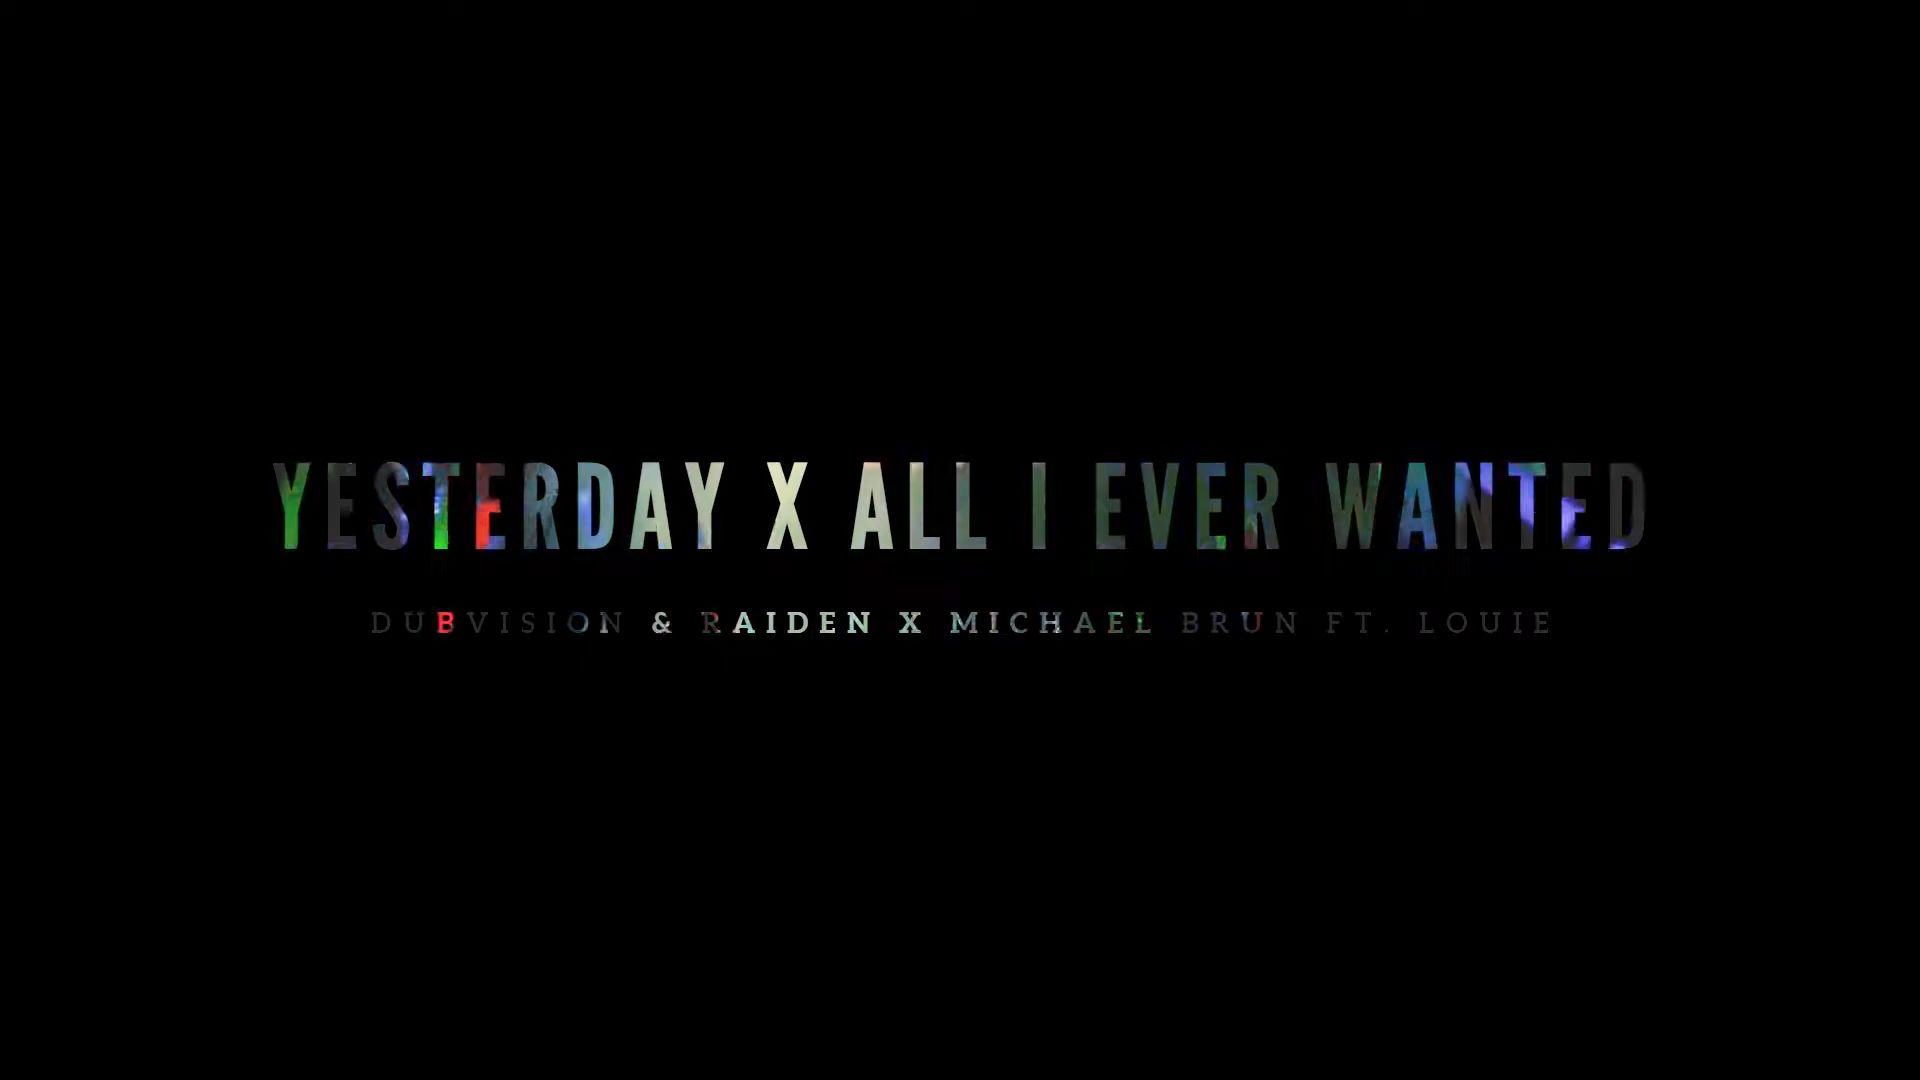 YESTERDAY X ALL I EVER WANTED
DUBVISION & RAIDEN X MICHAEL BRUN FT. LOUIE